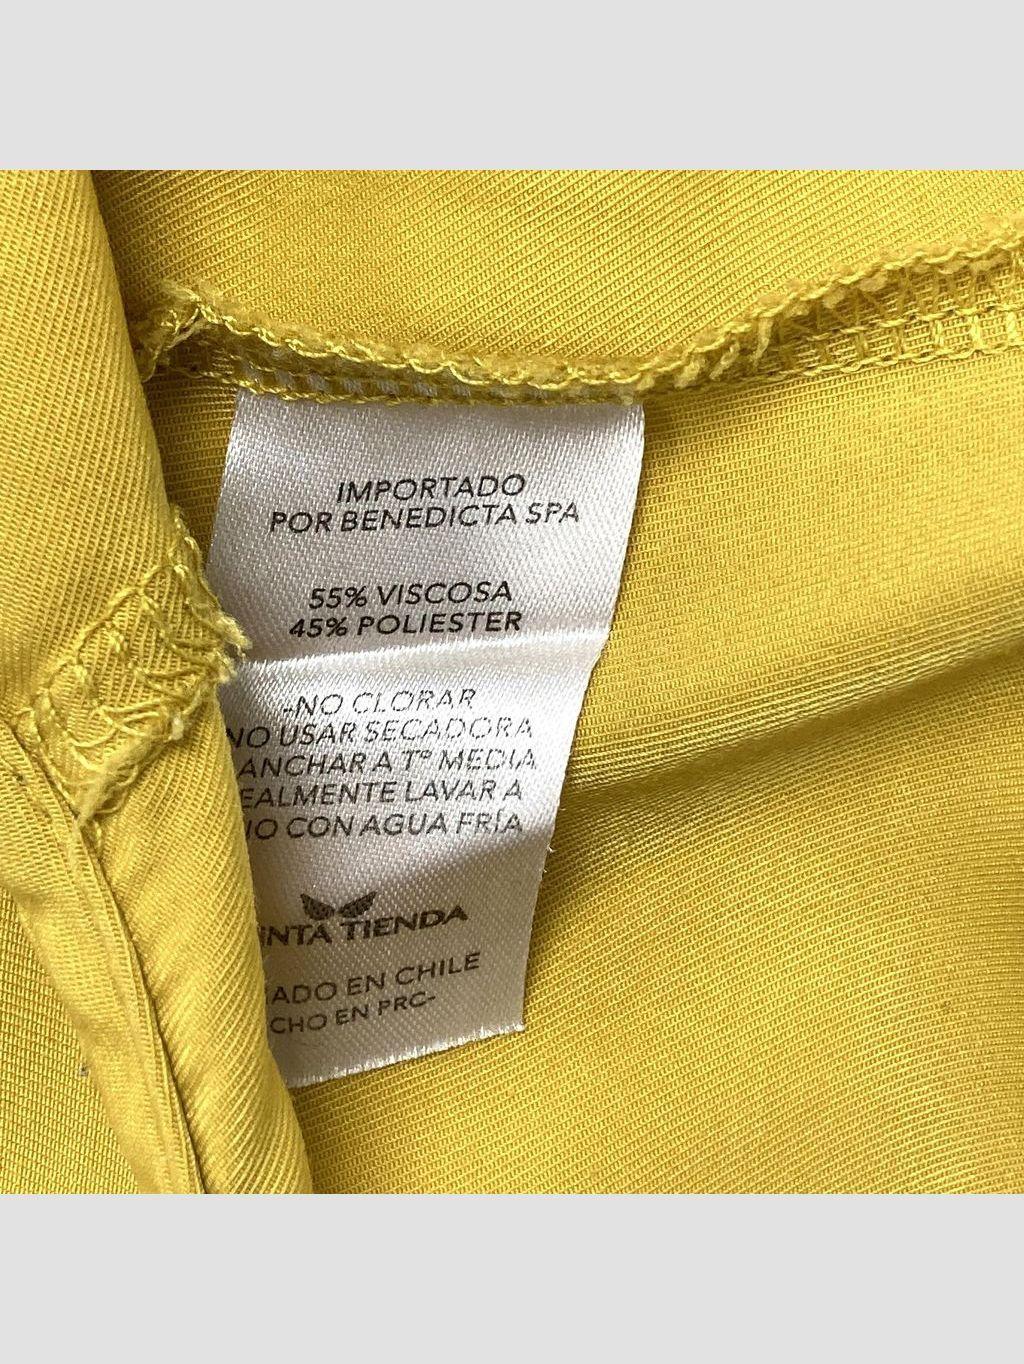 IMPORTADO
POR BENEDICTA SPA
55% VISCOSA
45% POLIESTER
-NO CLORAR
NO USAR SECADORA
ANCHAR A Tº MEDIA
EALMENTE LAVAR A
NO CON AGUA FRÍA
INTA TIENDA
ADO EN CHILE
CHO EN PRC-